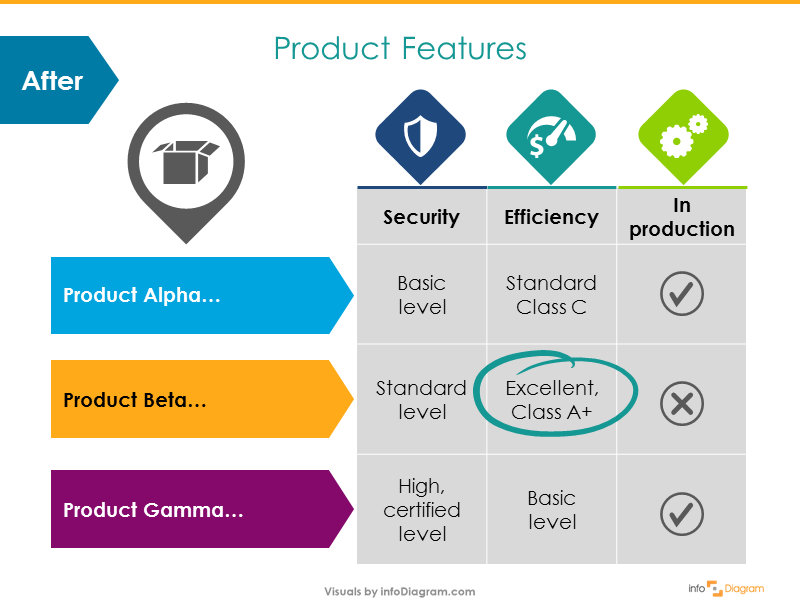 Product Features
After
Security
Efficiency
In
production
Product Alpha...
Basic
level
Standard
Class C
Product Beta...
Standard
level
Excellent,
Class A+
Product Gamma...
High,
certified
level
Basic
level
Visuals by infoDiagram.com
info Diagram